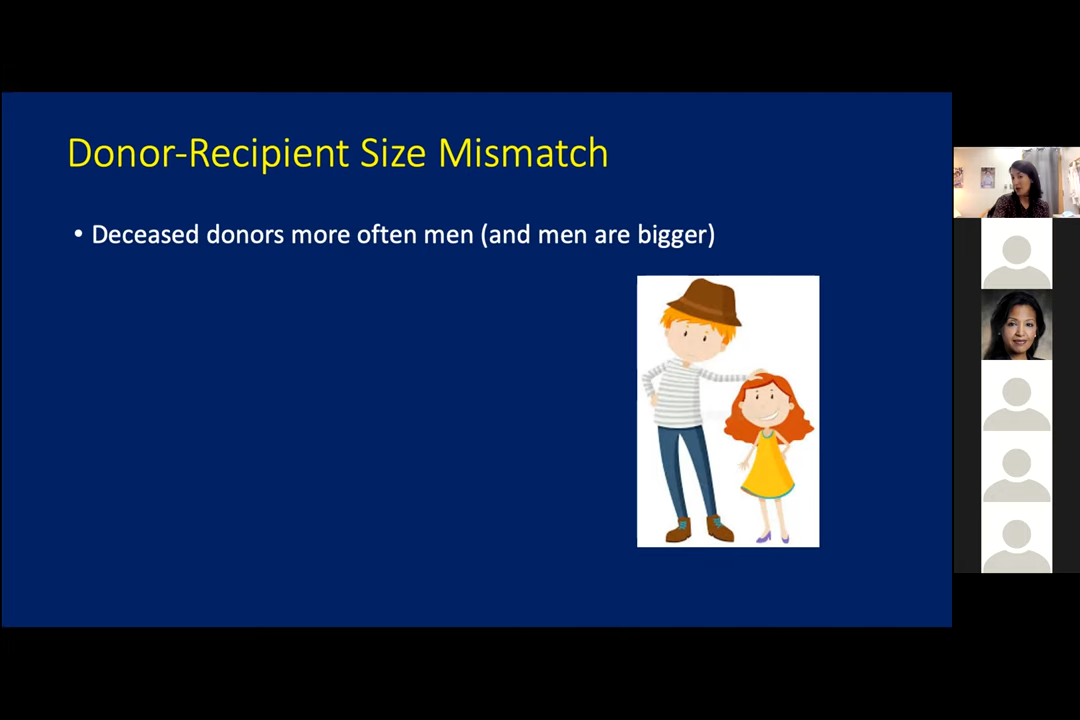 Donor-Recipient Size Mismatch
• Deceased donors more often men (and men are bigger)